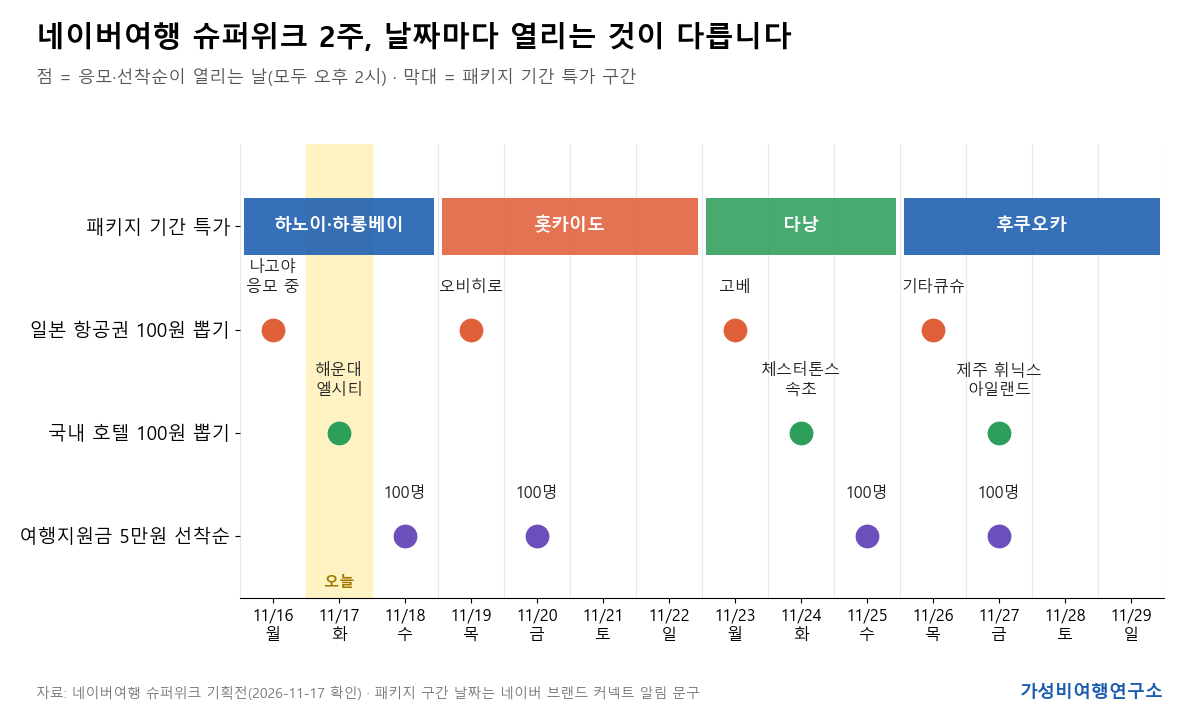 네이버여행 슈퍼위크 2주, 날짜마다 열리는 것이 다릅니다
점 = 응모·선착순이 열리는 날(모두 오후 2시) · 막대 = 패키지 기간 특가 구간
패키지 기간 특가
하노이·하롱베이
홋카이도
다낭
후쿠오카
나고야
응모 중
오비히로
고베
기타큐슈
일본 항공권 100원 뽑기
해운대
엘시티
체스터톤스
속초
제주 휘닉스
아일랜드
국내 호텔 100원 뽑기
100명
100명
100명
100명
여행지원금 5만원 선착순
오늘
11/16 11/17 11/18 11/19 11/20 11/21 11/22 11/23 11/24 11/25 11/26 11/27 11/28 11/29
월 화 수 목 금 토 일 월 화 수 목 금 토 일
자료: 네이버여행 슈퍼위크 기획전(2026-11-17 확인) · 패키지 구간 날짜는 네이버 브랜드 커넥트 알림 문구
가성비여행연구소